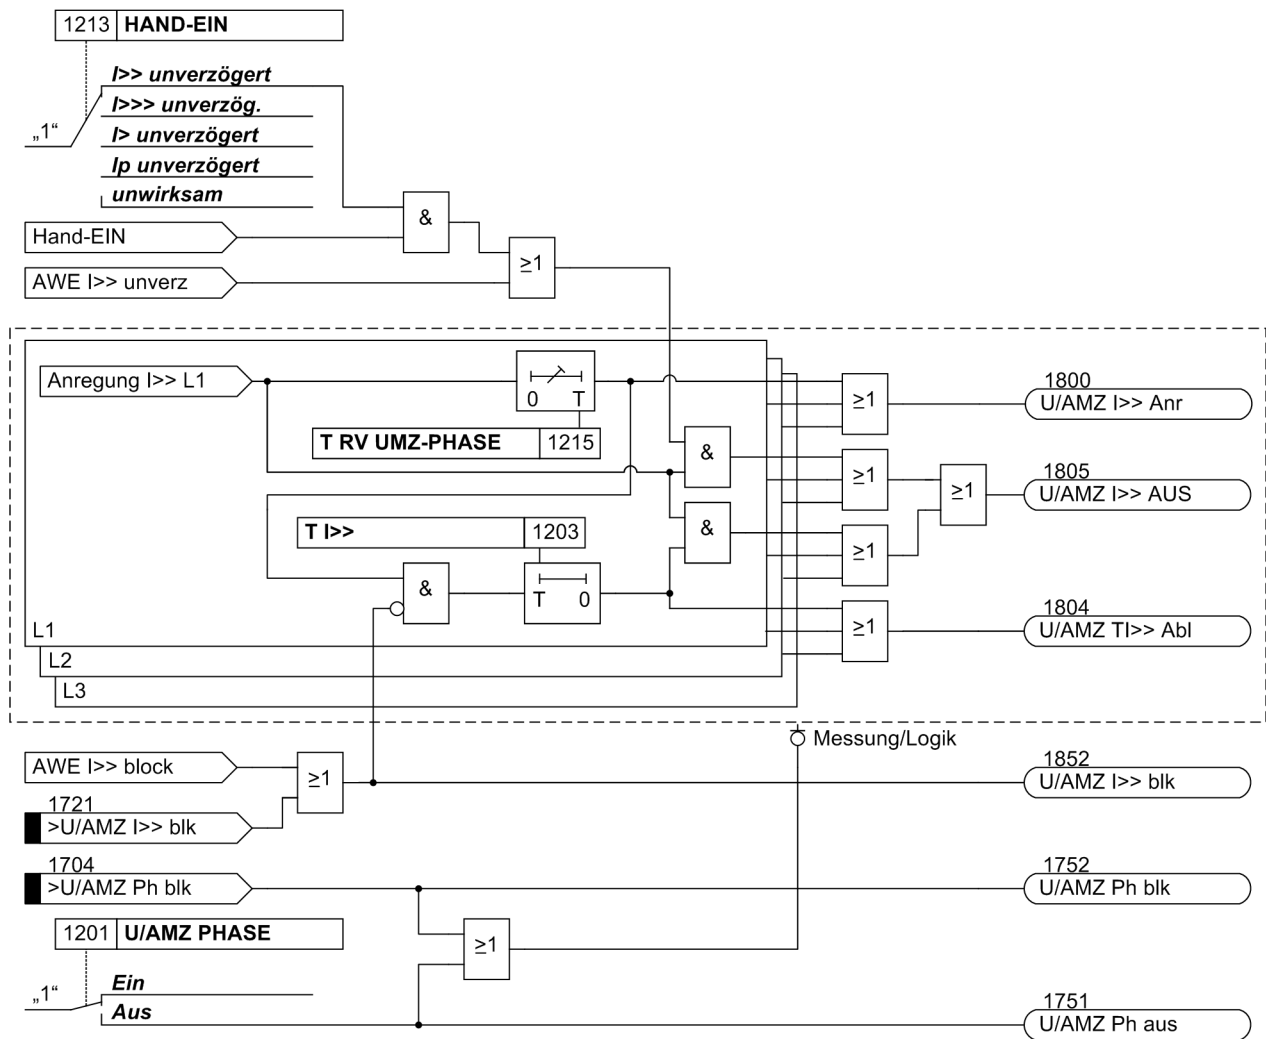 1213 HAND-EIN
I>> unverzögert
I>>> unverzög.
„1“
I> unverzögert
Ip unverzögert
unwirksam
&
Hand-EIN
≥1
AWE I>> unverz
Anregung I>> L1
0 T
T RV UMZ-PHASE 1215
≥1
1800
U/AMZ I>> Anr
&
≥1
≥1
1805
U/AMZ I>> AUS
T I>> 1203
&
≥1
&
T 0
≥1
1804
U/AMZ TI>> Abl
L1
L2
L3
Messung/Logik
AWE I>> block
≥1
1852
U/AMZ I>> blk
1721
>U/AMZ I>> blk
1704
>U/AMZ Ph blk
1752
U/AMZ Ph blk
1201 U/AMZ PHASE
≥1
„1“
Ein
Aus
1751
U/AMZ Ph aus